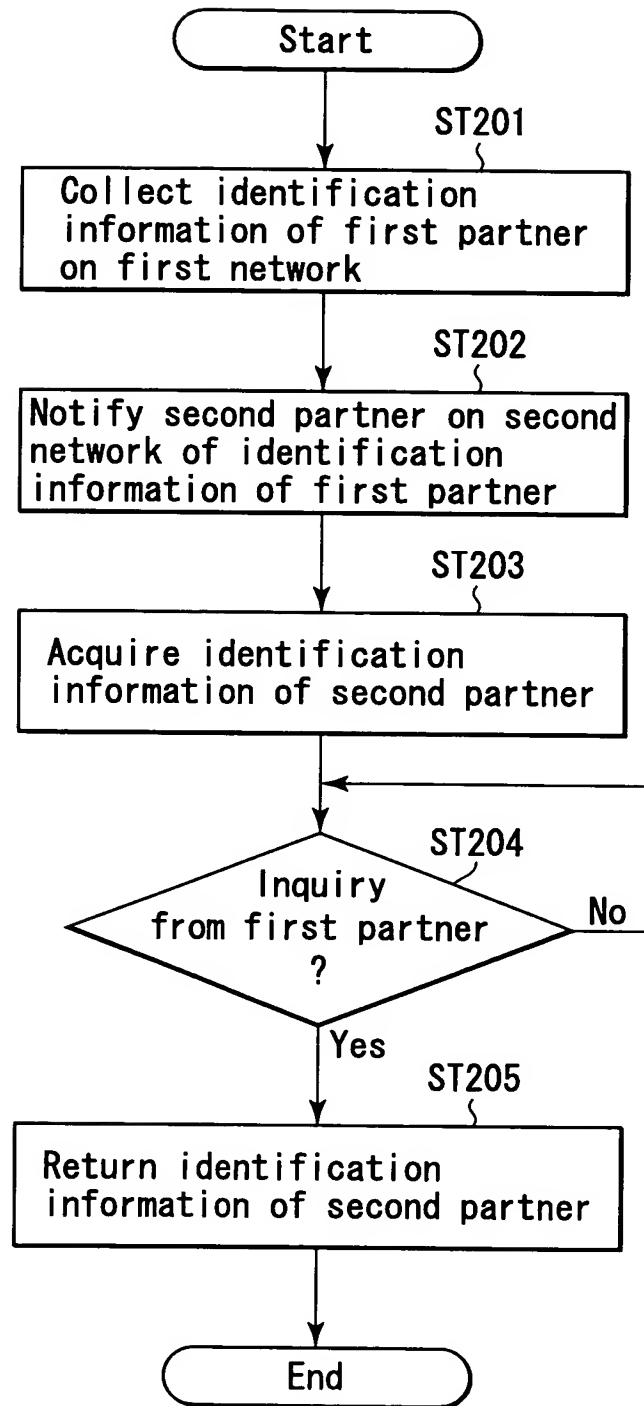 Start
ST201
Collect identification
information of first partner
on first network
ST202
Notify second partner on second
network of identification
information of first partner
ST203
Acquire identification
information of second partner
ST204
Inquiry
from first partner
?
No
Yes
ST205
Return identification
information of second partner
End